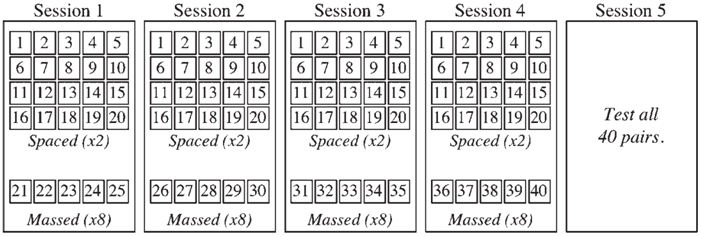 Session 1 Session 2 Session 3 Session 4 Session 5
1 2 3 4 5 1 2 3 4 5 1 2 3 4 5 1 2 3 4 5
6 7 8 9 10 6 7 8 9 10 6 7 8 9 10 6 7 8 9 10
11 12 13 14 15 11 12 13 14 15 11 12 13 14 15 11 12 13 14 15
16 17 18 19 20 16 17 18 19 20 16 17 18 19 20 16 17 18 19 20
Spaced (x2) Spaced (x2) Spaced (x2) Spaced (x2)
Test all
40 pairs.
21 22 23 24 25 26 27 28 29 30 31 32 33 34 35 36 37 38 39 40
Massed (x8) Massed (x8) Massed (x8) Massed (x8)